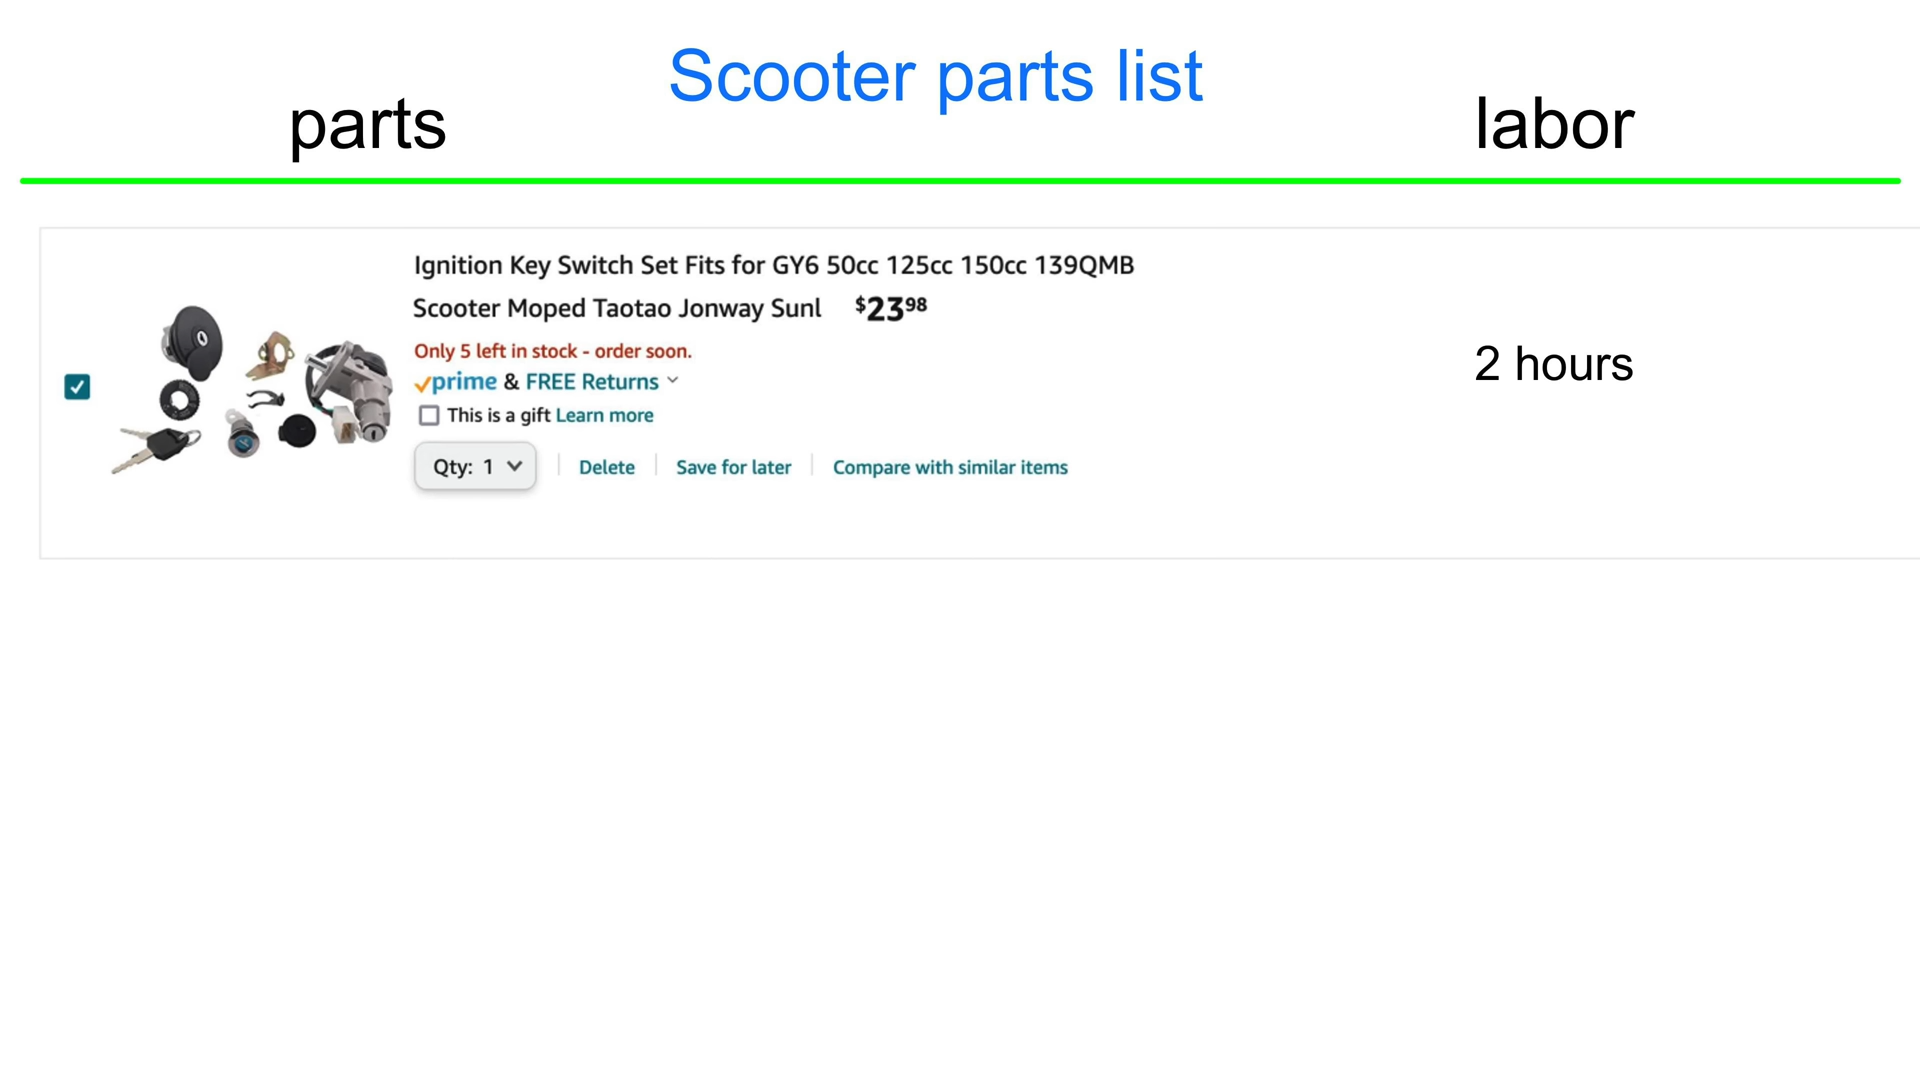 Scooter parts list
parts
labor
Ignition Key Switch Set Fits for GY6 50cc 125cc 150cc 139QMB
Scooter Moped Taotao Jonway Sunl $23.98
Only 5 left in stock - order soon.
prime & FREE Returns
This is a gift Learn more
Qty: 1
Delete
Save for later
Compare with similar items
2 hours